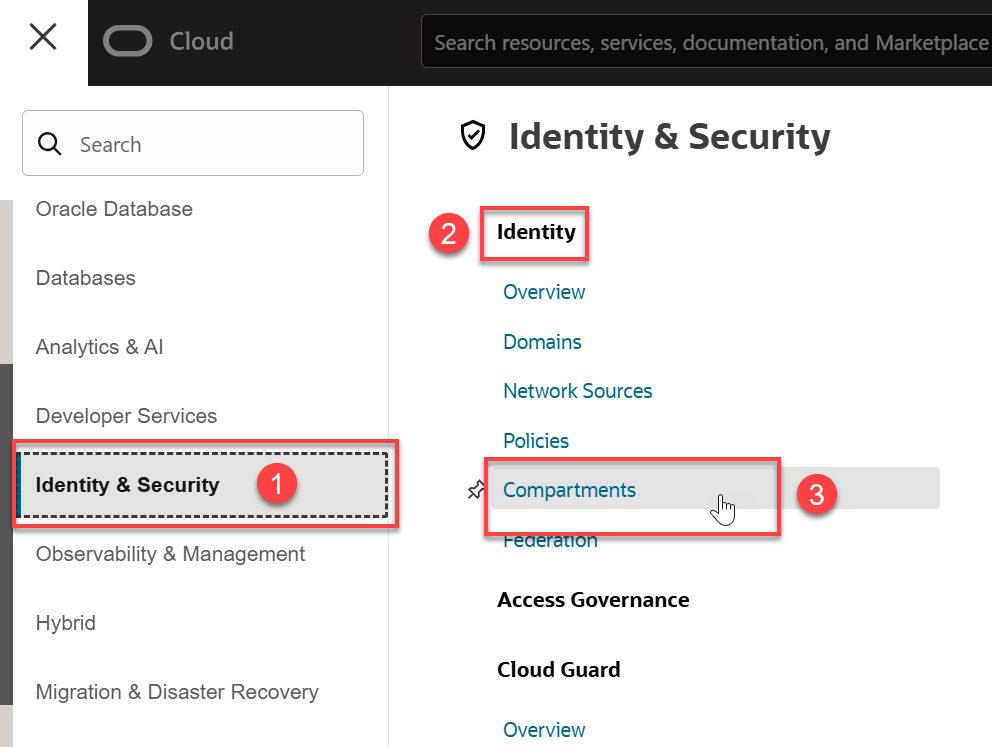 Cloud
Search resources, services, documentation, and Marketplace
Search
Oracle Database
Databases
Analytics & AI
Developer Services
Identity & Security
1
Observability & Management
Hybrid
Migration & Disaster Recovery
Identity & Security
2
Identity
Overview
Domains
Network Sources
Policies
Compartments
3
Federation
Access Governance
Cloud Guard
Overview